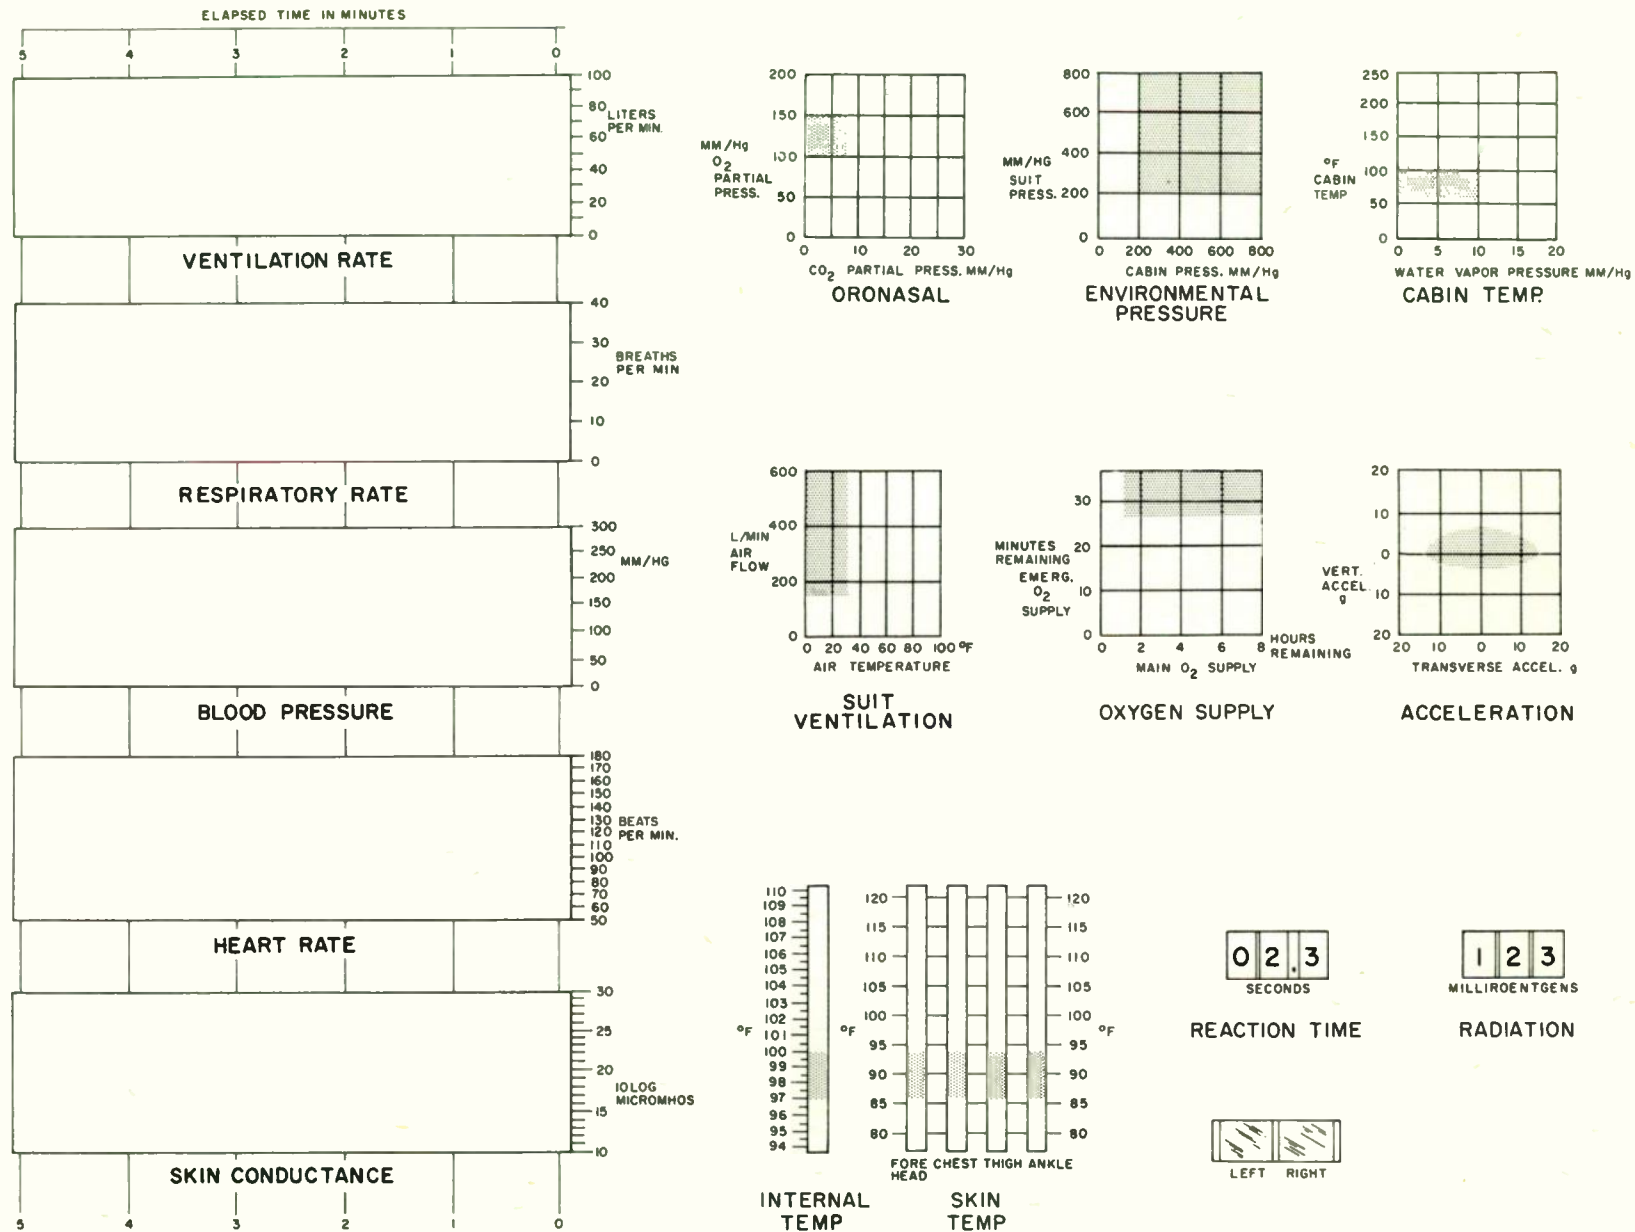 ELAPSED TIME IN MINUTES
5 4 3 2 1 0
100
80
60
40
20
0
LITERS
PER MIN.
VENTILATION RATE
40
30
20
10
0
BREATHS
PER MIN
RESPIRATORY RATE
300
250
200
150
100
50
0
MM/HG
BLOOD PRESSURE
180
170
160
150
140
130
120
110
100
90
80
70
60
50
BEATS
PER MIN.
HEART RATE
30
25
20
15
10
10 LOG
MICROMHOS
SKIN CONDUCTANCE
5 4 3 2 1 0
200
150
100
50
0
MM/Hg
O2
PARTIAL
PRESS.
0 10 20 30
CO2 PARTIAL PRESS. MM/Hg
ORONASAL
800
600
400
200
0
MM/HG
SUIT
PRESS.
0 200 400 600 800
CABIN PRESS. MM/Hg
ENVIRONMENTAL
PRESSURE
250
200
150
100
50
0
°F
CABIN
TEMP
0 5 10 15 20
WATER VAPOR PRESSURE MM/Hg
CABIN TEMP.
600
400
200
0
L/MIN
AIR
FLOW
0 20 40 60 80 100 °F
AIR TEMPERATURE
SUIT
VENTILATION
30
20
10
0
MINUTES
REMAINING
EMERG.
O2
SUPPLY
0 2 4 6 8 HOURS
REMAINING
MAIN O2 SUPPLY
OXYGEN SUPPLY
20
10
0
10
20
VERT.
ACCEL.
g
20 10 0 10 20
TRANSVERSE ACCEL. g
ACCELERATION
110
109
108
107
106
105
104
103
102
101
100
99
98
97
96
95
94
°F
INTERNAL
TEMP
120 120
115 115
110 110
105 105
100 100
°F °F
95 95
90 90
85 85
80 80
FORE HEAD CHEST THIGH ANKLE
SKIN
TEMP
02.3
SECONDS
REACTION TIME
123
MILLIROENTGENS
RADIATION
LEFT RIGHT